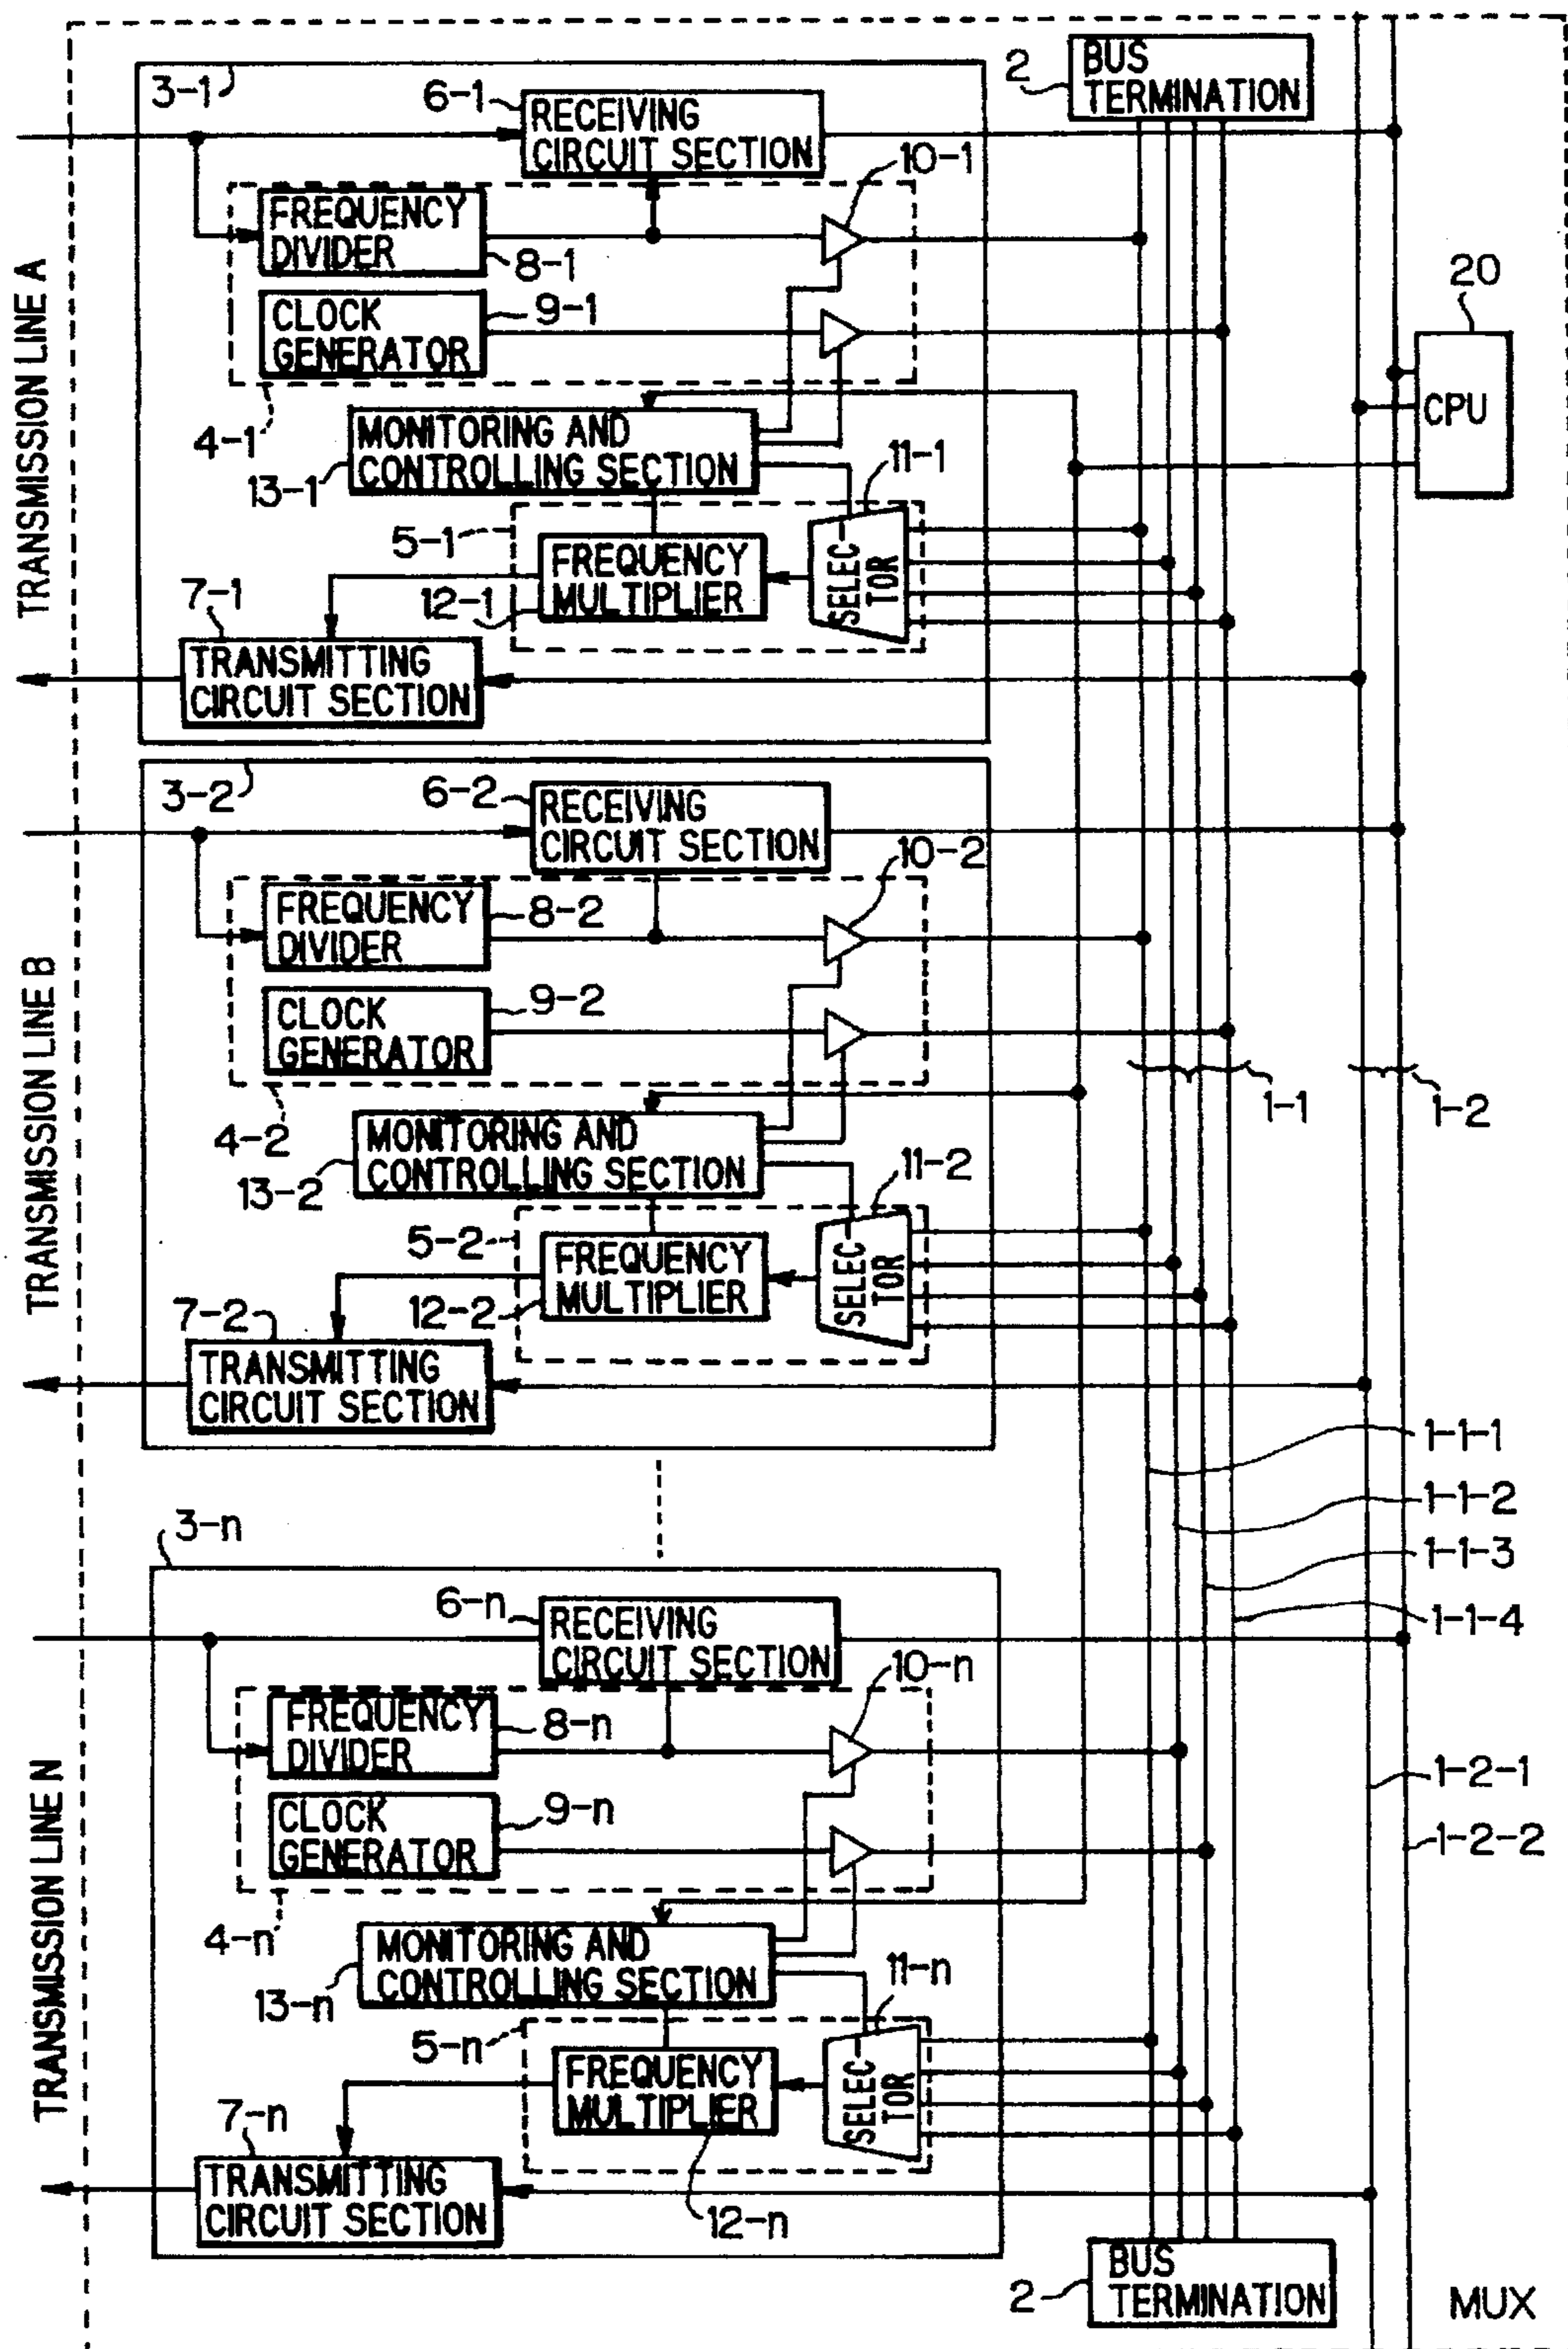 3-1
6-1
RECEIVING
CIRCUIT SECTION
2
BUS
TERMINATION
10-1
FREQUENCY
DIVIDER
8-1
CLOCK
GENERATOR
9-1
20
CPU
4-1
MONITORING AND
CONTROLLING SECTION
13-1
11-1
5-1
FREQUENCY
MULTIPLIER
12-1
SELEC-
TOR
7-1
TRANSMITTING
CIRCUIT SECTION
TRANSMISSION LINE A
3-2
6-2
RECEIVING
CIRCUIT SECTION
10-2
FREQUENCY
DIVIDER
8-2
CLOCK
GENERATOR
9-2
1-1
1-2
4-2
MONITORING AND
CONTROLLING SECTION
13-2
11-2
5-2
FREQUENCY
MULTIPLIER
12-2
SELEC-
TOR
7-2
TRANSMITTING
CIRCUIT SECTION
TRANSMISSION LINE B
1-1-1
1-1-2
1-1-3
1-1-4
3-n
6-n
RECEIVING
CIRCUIT SECTION
10-n
FREQUENCY
DIVIDER
8-n
CLOCK
GENERATOR
9-n
1-2-1
1-2-2
4-n
MONITORING AND
CONTROLLING SECTION
13-n
11-n
5-n
FREQUENCY
MULTIPLIER
12-n
SELEC-
TOR
7-n
TRANSMITTING
CIRCUIT SECTION
TRANSMISSION LINE N
2
BUS
TERMINATION
MUX